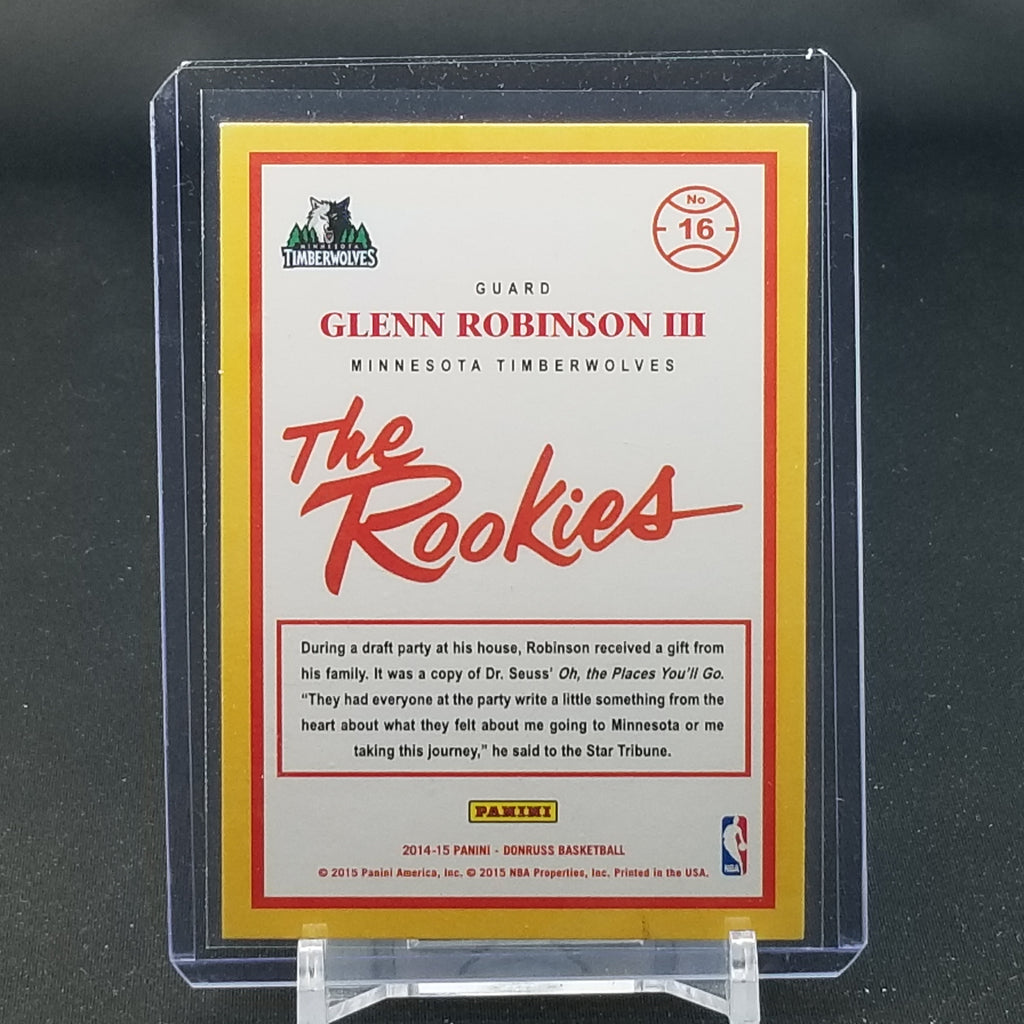 MINNESOTA
TIMBERWOLVES
No
16
GUARD
GLENN ROBINSON III
MINNESOTA TIMBERWOLVES
The
Rookies
During a draft party at his house, Robinson received a gift from
his family. It was a copy of Dr. Seuss' Oh, the Places You'll Go.
“They had everyone at the party write a little something from the
heart about what they felt about me going to Minnesota or me
taking this journey,” he said to the Star Tribune.
PANINI
2014-15 PANINI - DONRUSS BASKETBALL
© 2015 Panini America, Inc. © 2015 NBA Properties, Inc. Printed in the USA.
NBA